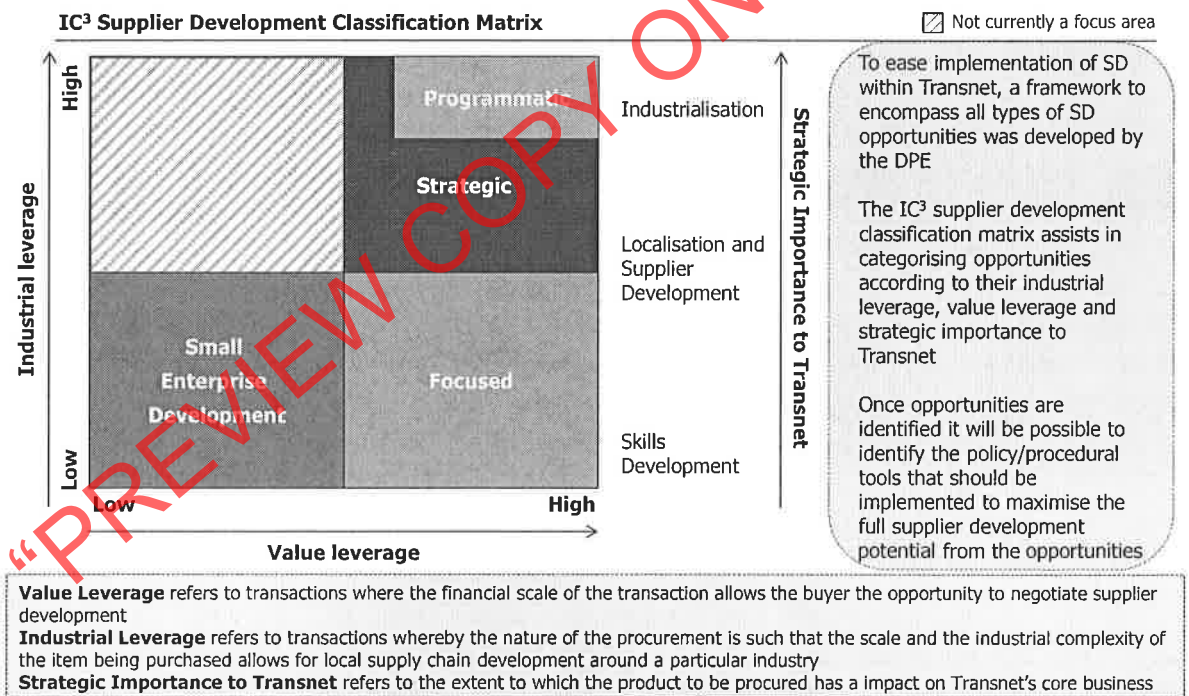 IC³ Supplier Development Classification Matrix
Not currently a focus area
High
Industrial leverage
Low
Programmatic
Strategic
Small
Enterprise
Development
Focused
Low
High
Value leverage
Industrialisation
Localisation and
Supplier
Development
Skills
Development
Strategic Importance to Transnet
To ease implementation of SD
within Transnet, a framework to
encompass all types of SD
opportunities was developed by
the DPE
The IC³ supplier development
classification matrix assists in
categorising opportunities
according to their industrial
leverage, value leverage and
strategic importance to
Transnet
Once opportunities are
identified it will be possible to
identify the policy/procedural
tools that should be
implemented to maximise the
full supplier development
potential from the opportunities
Value Leverage refers to transactions where the financial scale of the transaction allows the buyer the opportunity to negotiate supplier
development
Industrial Leverage refers to transactions whereby the nature of the procurement is such that the scale and the industrial complexity of
the item being purchased allows for local supply chain development around a particular industry
Strategic Importance to Transnet refers to the extent to which the product to be procured has a impact on Transnet's core business
"PREVIEW COPY ON